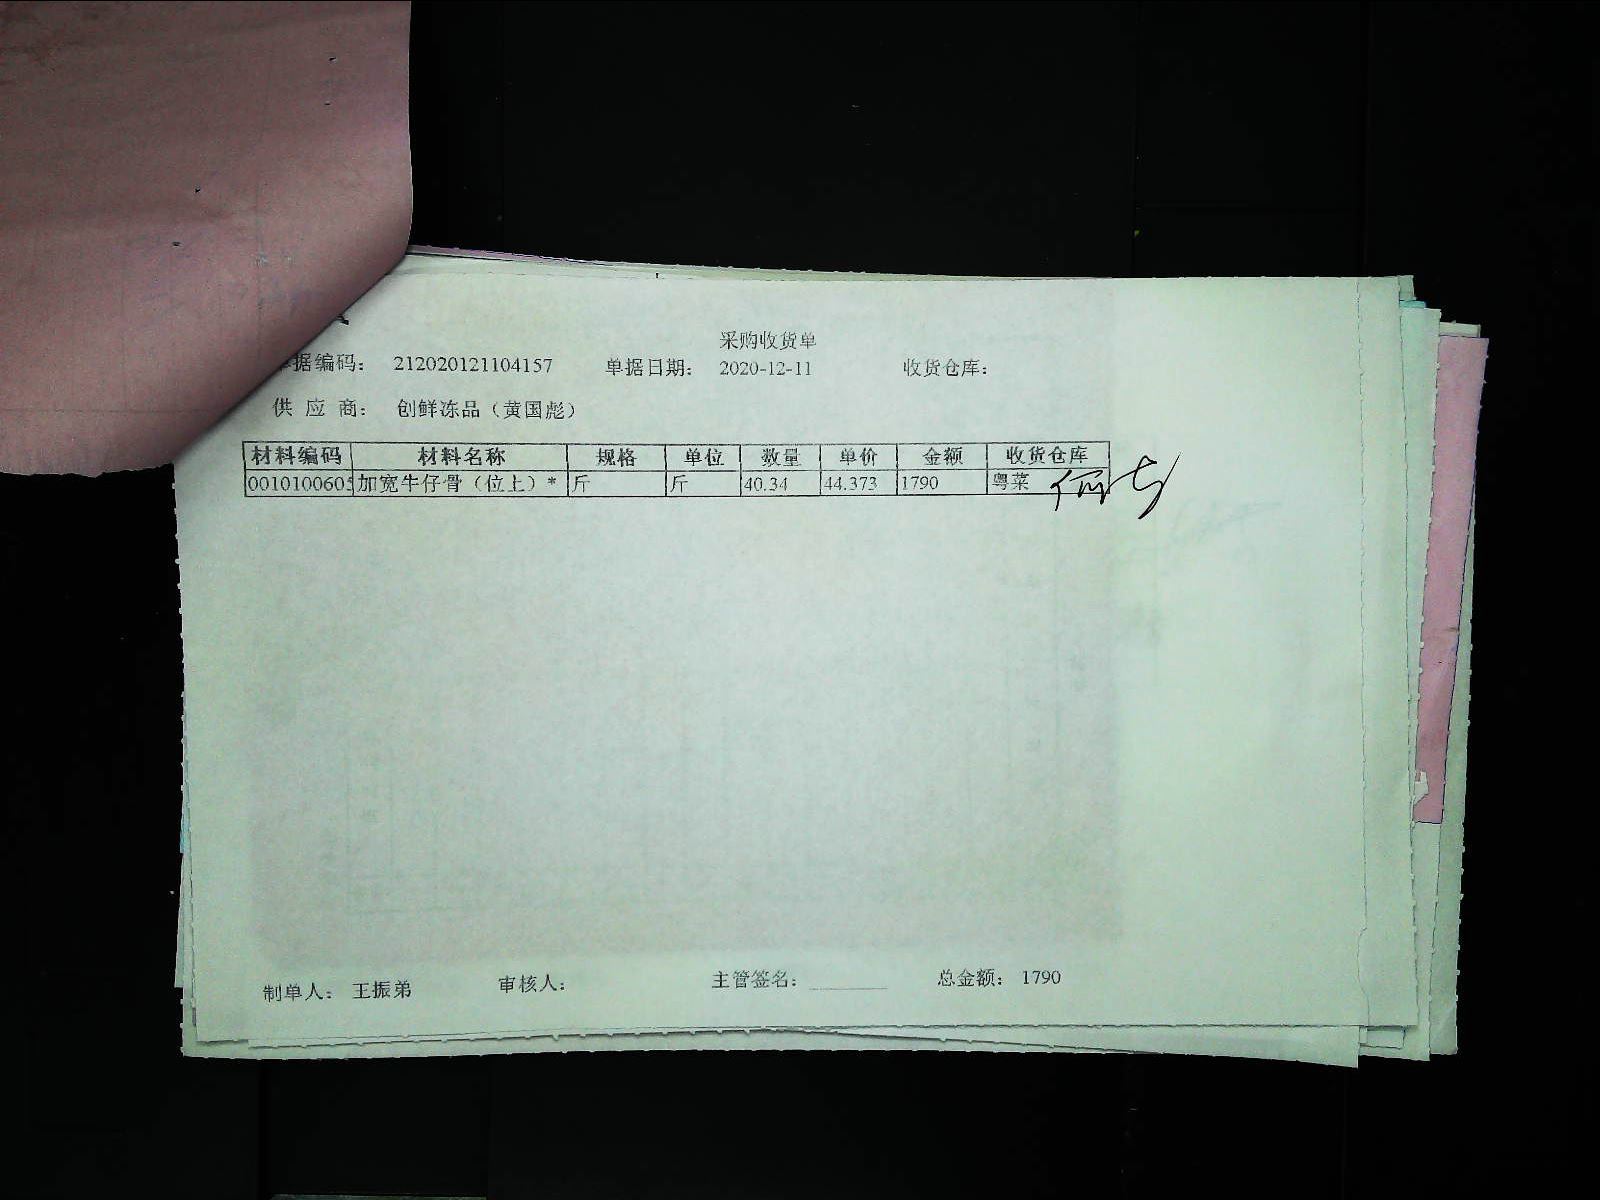 采购收货单
据编码： 212020121104157 单据日期： 2020-12-11 收货仓库：
供 应 商： 创鲜冻品（黄国彪）
材料编码 材料名称 规格 单位 数量 单价 金额 收货仓库
0010100605 加宽牛仔骨（位上）* 斤 斤 40.34 44.373 1790 粤菜
制单人： 王振弟 审核人： 主管签名： ________ 总金额： 1790